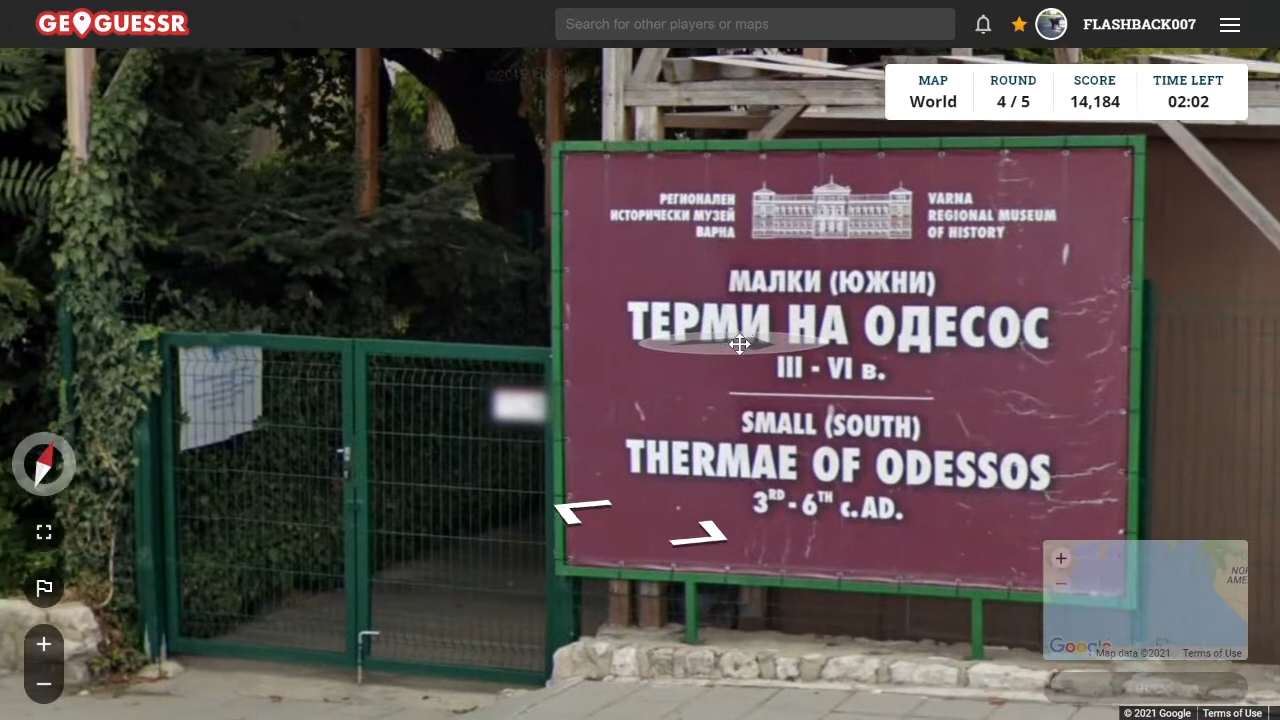 GEOGUESSR
Search for other players or maps
FLASHBACK007
MAP
World
ROUND
4 / 5
SCORE
14,184
TIME LEFT
02:02
РЕГИОНАЛЕН
ИСТОРИЧЕСКИ МУЗЕЙ
ВАРНА
VARNA
REGIONAL MUSEUM
OF HISTORY
МАЛКИ (ЮЖНИ)
ТЕРМИ НА ОДЕСОС
III - VI в.
SMALL (SOUTH)
THERMAE OF ODESSOS
3RD - 6TH c. AD.
Google
Map data ©2021
Terms of Use
© 2021 Google
Terms of Use